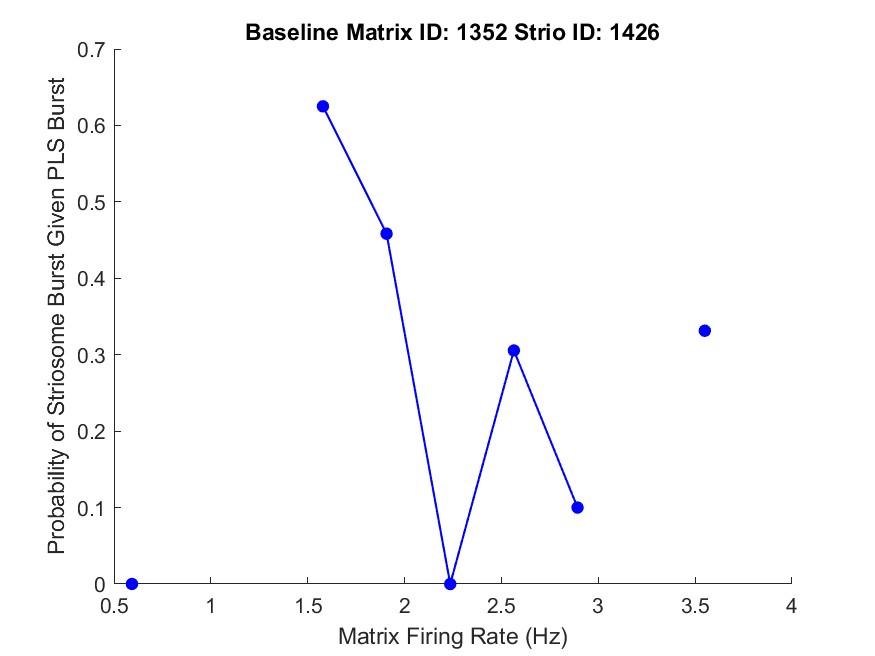 Baseline Matrix ID: 1352 Strio ID: 1426
Probability of Striosome Burst Given PLS Burst
0.7
0.6
0.5
0.4
0.3
0.2
0.1
0
0.5 1 1.5 2 2.5 3 3.5 4
Matrix Firing Rate (Hz)